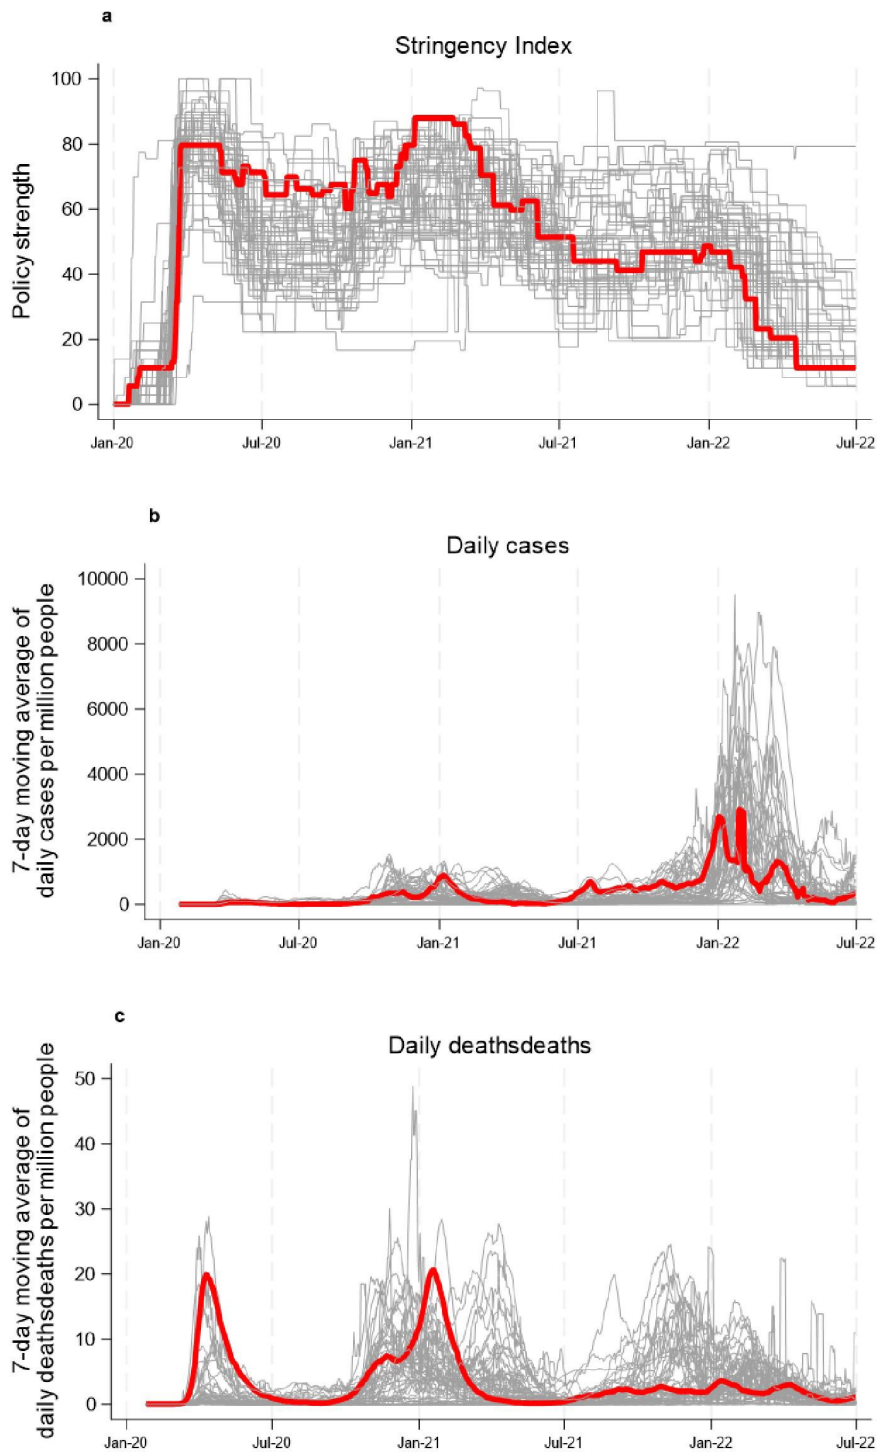 a
Stringency Index
Policy strength
100
80
60
40
20
0
Jan-20 Jul-20 Jan-21 Jul-21 Jan-22 Jul-22
b
Daily cases
7-day moving average of
daily cases per million people
10000
8000
6000
4000
2000
0
Jan-20 Jul-20 Jan-21 Jul-21 Jan-22 Jul-22
c
Daily deathsdeaths
7-day moving average of
daily deathsdeaths per million people
50
40
30
20
10
0
Jan-20 Jul-20 Jan-21 Jul-21 Jan-22 Jul-22